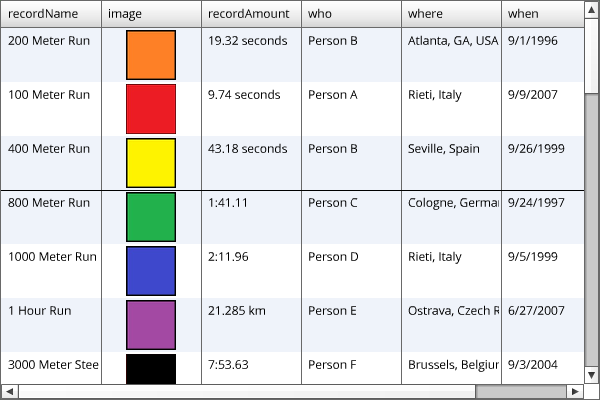 recordName image recordAmount who where when
200 Meter Run 19.32 seconds Person B Atlanta, GA, USA 9/1/1996
100 Meter Run 9.74 seconds Person A Rieti, Italy 9/9/2007
400 Meter Run 43.18 seconds Person B Seville, Spain 9/26/1999
800 Meter Run 1:41.11 Person C Cologne, Germa 9/24/1997
1000 Meter Run 2:11.96 Person D Rieti, Italy 9/5/1999
1 Hour Run 21.285 km Person E Ostrava, Czech R 6/27/2007
3000 Meter Stee 7:53.63 Person F Brussels, Belgiu 9/3/2004